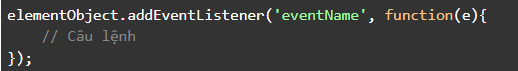 elementObject.addEventListener('eventName', function(e){
    // Câu lệnh
});